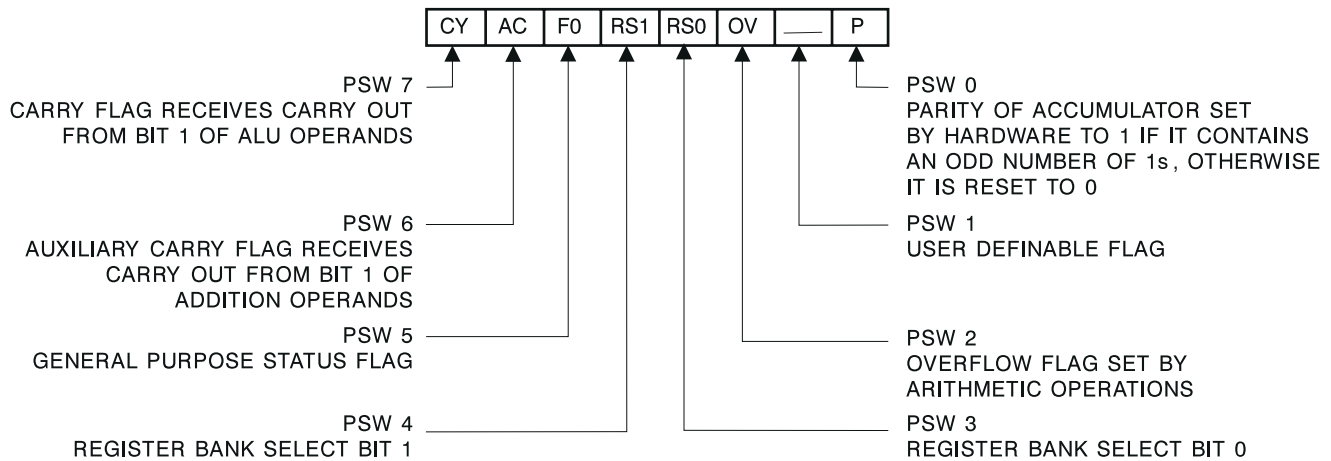 CY AC F0 RS1 RS0 OV P
PSW 7
CARRY FLAG RECEIVES CARRY OUT
FROM BIT 1 OF ALU OPERANDS
PSW 6
AUXILIARY CARRY FLAG RECEIVES
CARRY OUT FROM BIT 1 OF
ADDITION OPERANDS
PSW 5
GENERAL PURPOSE STATUS FLAG
PSW 4
REGISTER BANK SELECT BIT 1
PSW 0
PARITY OF ACCUMULATOR SET
BY HARDWARE TO 1 IF IT CONTAINS
AN ODD NUMBER OF 1s, OTHERWISE
IT IS RESET TO 0
PSW 1
USER DEFINABLE FLAG
PSW 2
OVERFLOW FLAG SET BY
ARITHMETIC OPERATIONS
PSW 3
REGISTER BANK SELECT BIT 0